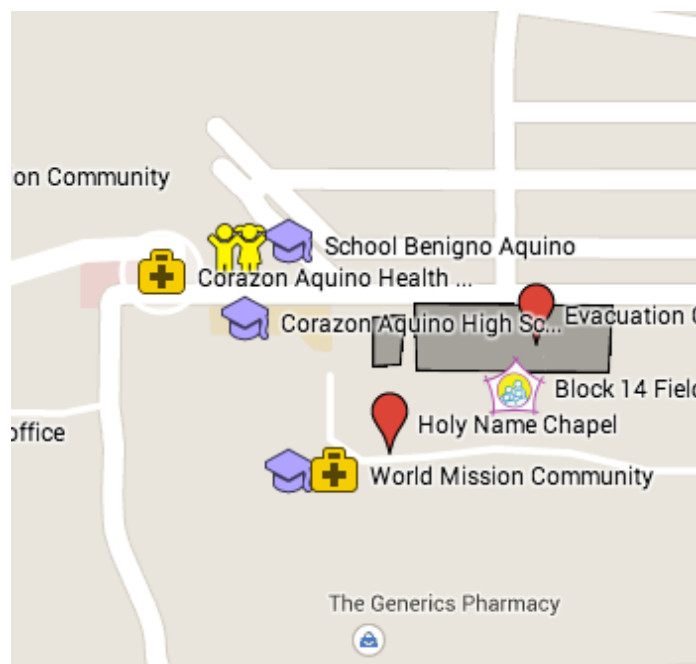 on Community
School Benigno Aquino
Corazon Aquino Health ...
Corazon Aquino High Sc...
Evacuation
Block 14 Field
Holy Name Chapel
office
World Mission Community
The Generics Pharmacy